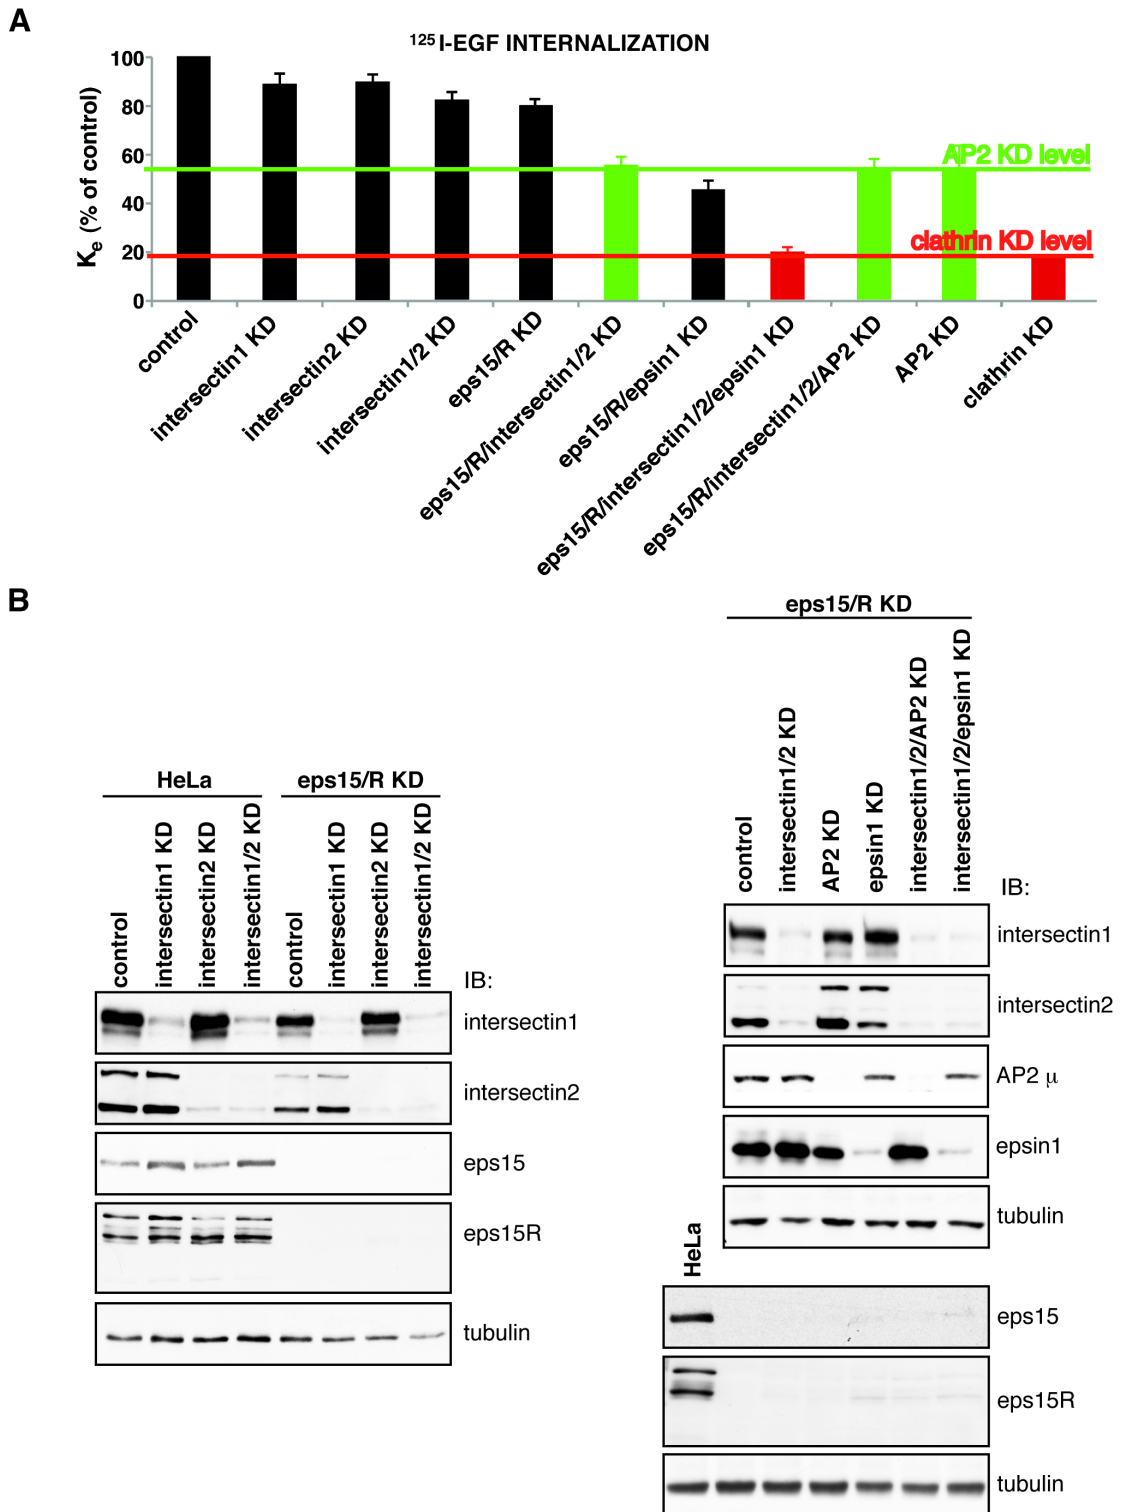 A
¹²⁵I-EGF INTERNALIZATION
Kₑ (% of control)
100
80
60
40
20
0
AP2 KD level
clathrin KD level
control
intersectin1 KD
intersectin2 KD
intersectin1/2 KD
eps15/R KD
eps15/R/intersectin1/2 KD
eps15/R/epsin1 KD
eps15/R/intersectin1/2/epsin1 KD
eps15/R/intersectin1/2/AP2 KD
AP2 KD
clathrin KD
B
HeLa
eps15/R KD
control
intersectin1 KD
intersectin2 KD
intersectin1/2 KD
control
intersectin1 KD
intersectin2 KD
intersectin1/2 KD
IB:
intersectin1
intersectin2
eps15
eps15R
tubulin
eps15/R KD
control
intersectin1/2 KD
AP2 KD
epsin1 KD
intersectin1/2/AP2 KD
intersectin1/2/epsin1 KD
IB:
intersectin1
intersectin2
AP2 μ
epsin1
tubulin
HeLa
eps15
eps15R
tubulin